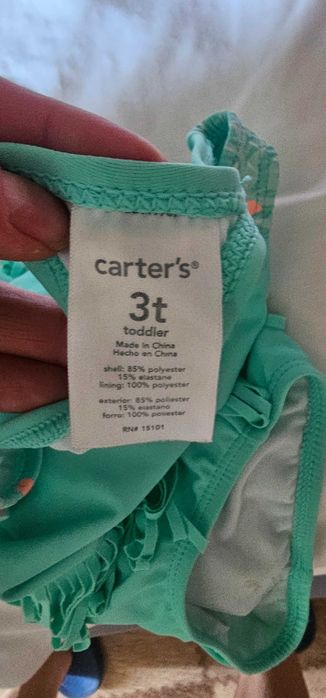 carter's®
3t
toddler
Made in China
Hecho en China
shell: 85% polyester
15% elastane
lining: 100% polyester
exterior: 85% poliester
15% elastano
forro: 100% poliester
RN# 15101